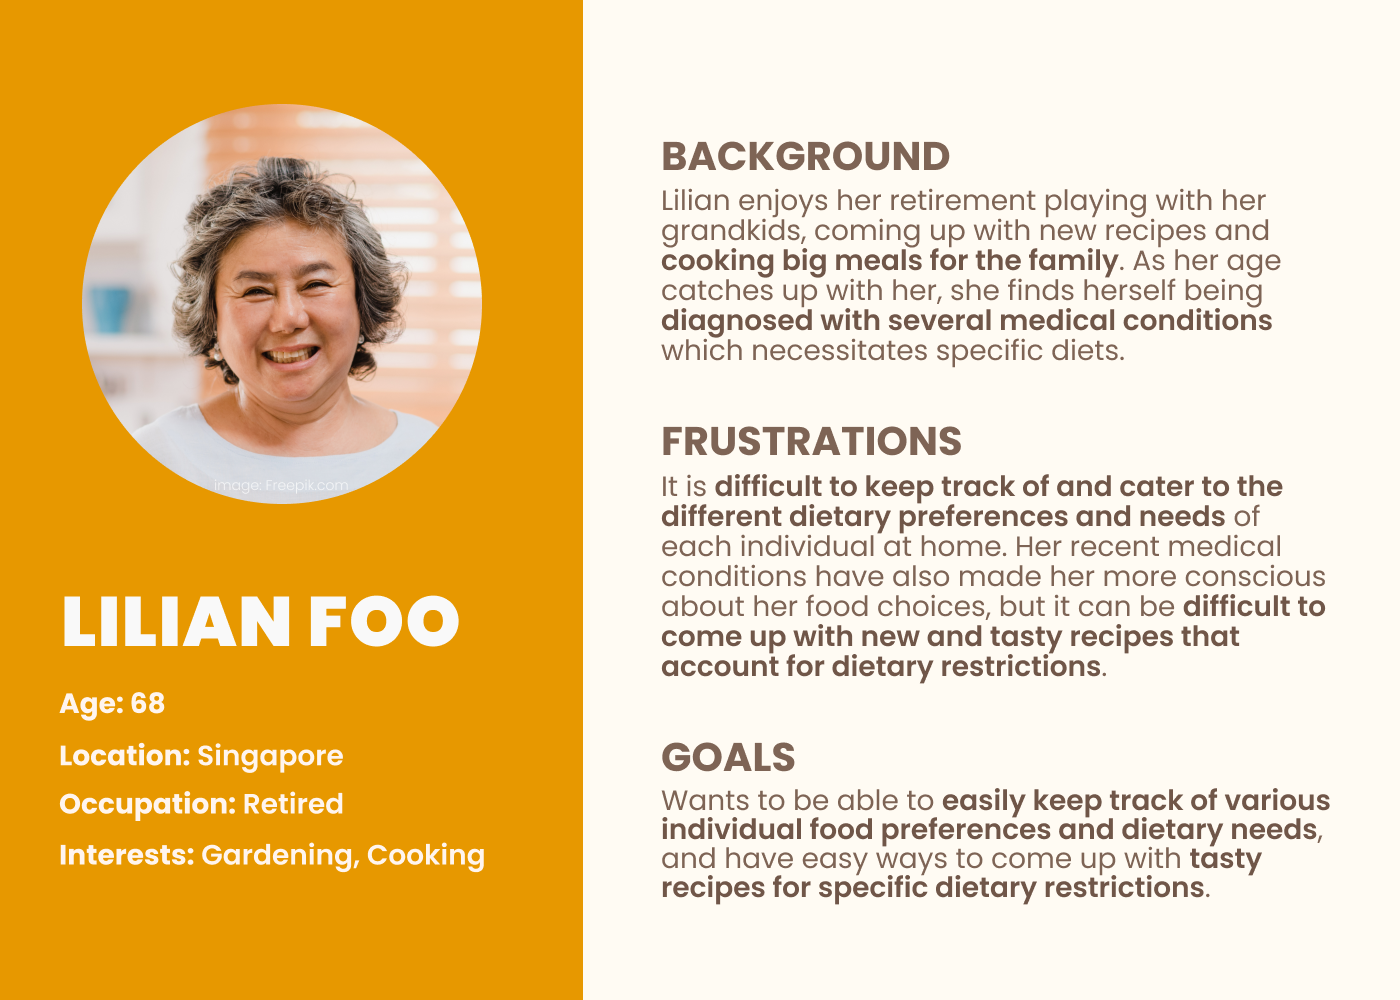 image: Freepik.com
LILIAN FOO
Age: 68
Location: Singapore
Occupation: Retired
Interests: Gardening, Cooking
BACKGROUND
Lilian enjoys her retirement playing with her
grandkids, coming up with new recipes and
cooking big meals for the family. As her age
catches up with her, she finds herself being
diagnosed with several medical conditions
which necessitates specific diets.
FRUSTRATIONS
It is difficult to keep track of and cater to the
different dietary preferences and needs of
each individual at home. Her recent medical
conditions have also made her more conscious
about her food choices, but it can be difficult to
come up with new and tasty recipes that
account for dietary restrictions.
GOALS
Wants to be able to easily keep track of various
individual food preferences and dietary needs,
and have easy ways to come up with tasty
recipes for specific dietary restrictions.